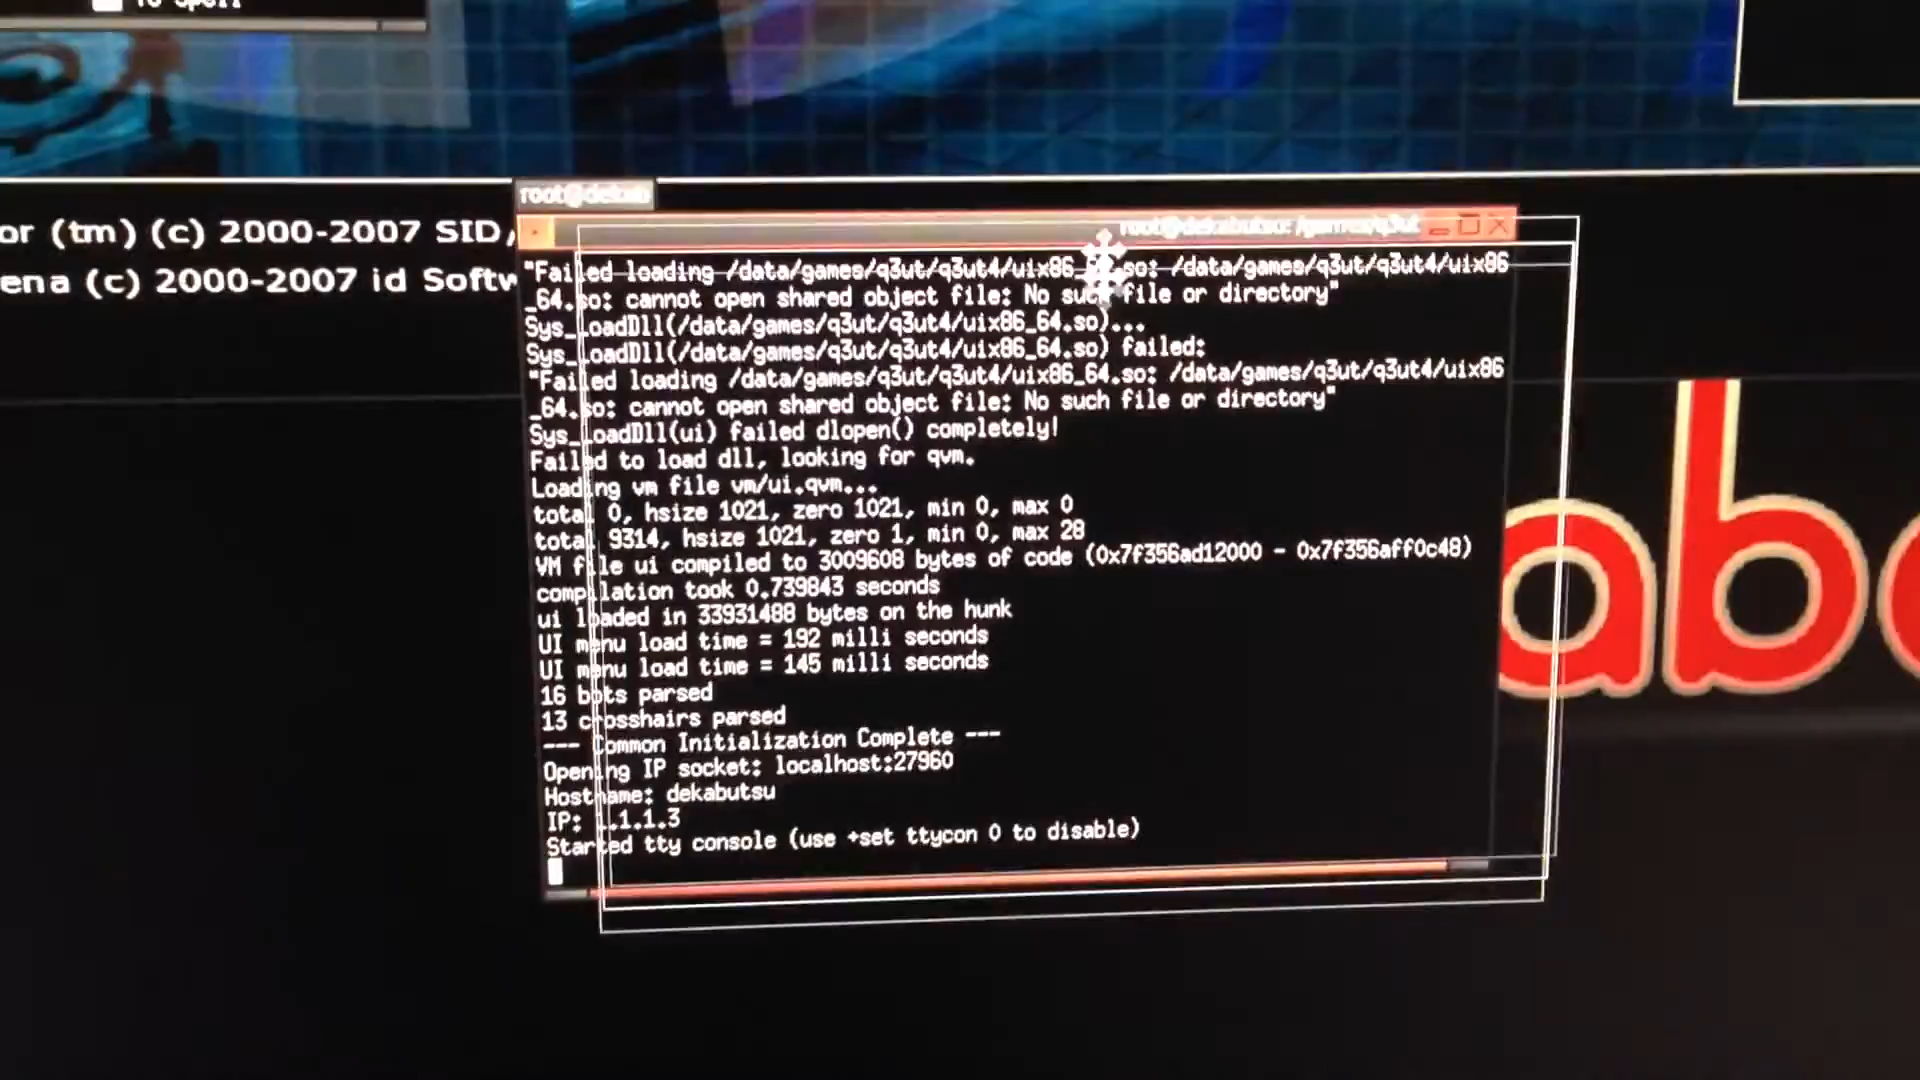 To Spell
or (tm) (c) 2000-2007 SID,
ena (c) 2000-2007 id Softw
root@dekab
root@dekabutsu: /games/q3ut
"Failed loading /data/games/q3ut/q3ut4/uix86_64.so: /data/games/q3ut/q3ut4/uix86
_64.so: cannot open shared object file: No such file or directory"
Sys_LoadDll(/data/games/q3ut/q3ut4/uix86_64.so)...
Sys_LoadDll(/data/games/q3ut/q3ut4/uix86_64.so) failed:
"Failed loading /data/games/q3ut/q3ut4/uix86_64.so: /data/games/q3ut/q3ut4/uix86
_64.so: cannot open shared object file: No such file or directory"
Sys_LoadDll(ui) failed dlopen() completely!
Failed to load dll, looking for qvm.
Loading vm file vm/ui.qvm...
total 0, hsize 1021, zero 1021, min 0, max 0
total 9314, hsize 1021, zero 1, min 0, max 28
VM file ui compiled to 3009608 bytes of code (0x7f356ad12000 - 0x7f356aff0c48)
compilation took 0.739843 seconds
ui loaded in 33931488 bytes on the hunk
UI menu load time = 192 milli seconds
UI menu load time = 145 milli seconds
16 bots parsed
13 crosshairs parsed
--- Common Initialization Complete ---
Opening IP socket: localhost:27960
Hostname: dekabutsu
IP: 1.1.1.3
Started tty console (use +set ttycon 0 to disable)
ab